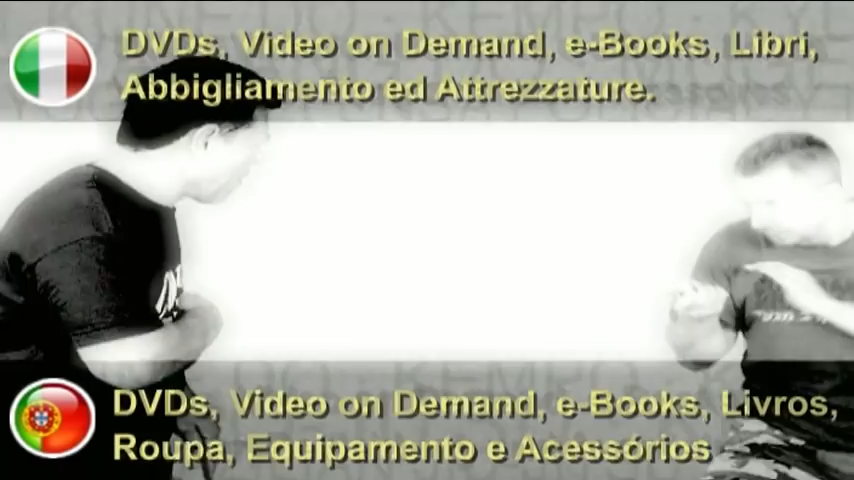 DVDs, Video on Demand, e-Books, Libri,
Abbigliamento ed Attrezzature.
DVDs, Video on Demand, e-Books, Livros,
Roupa, Equipamento e Acessórios